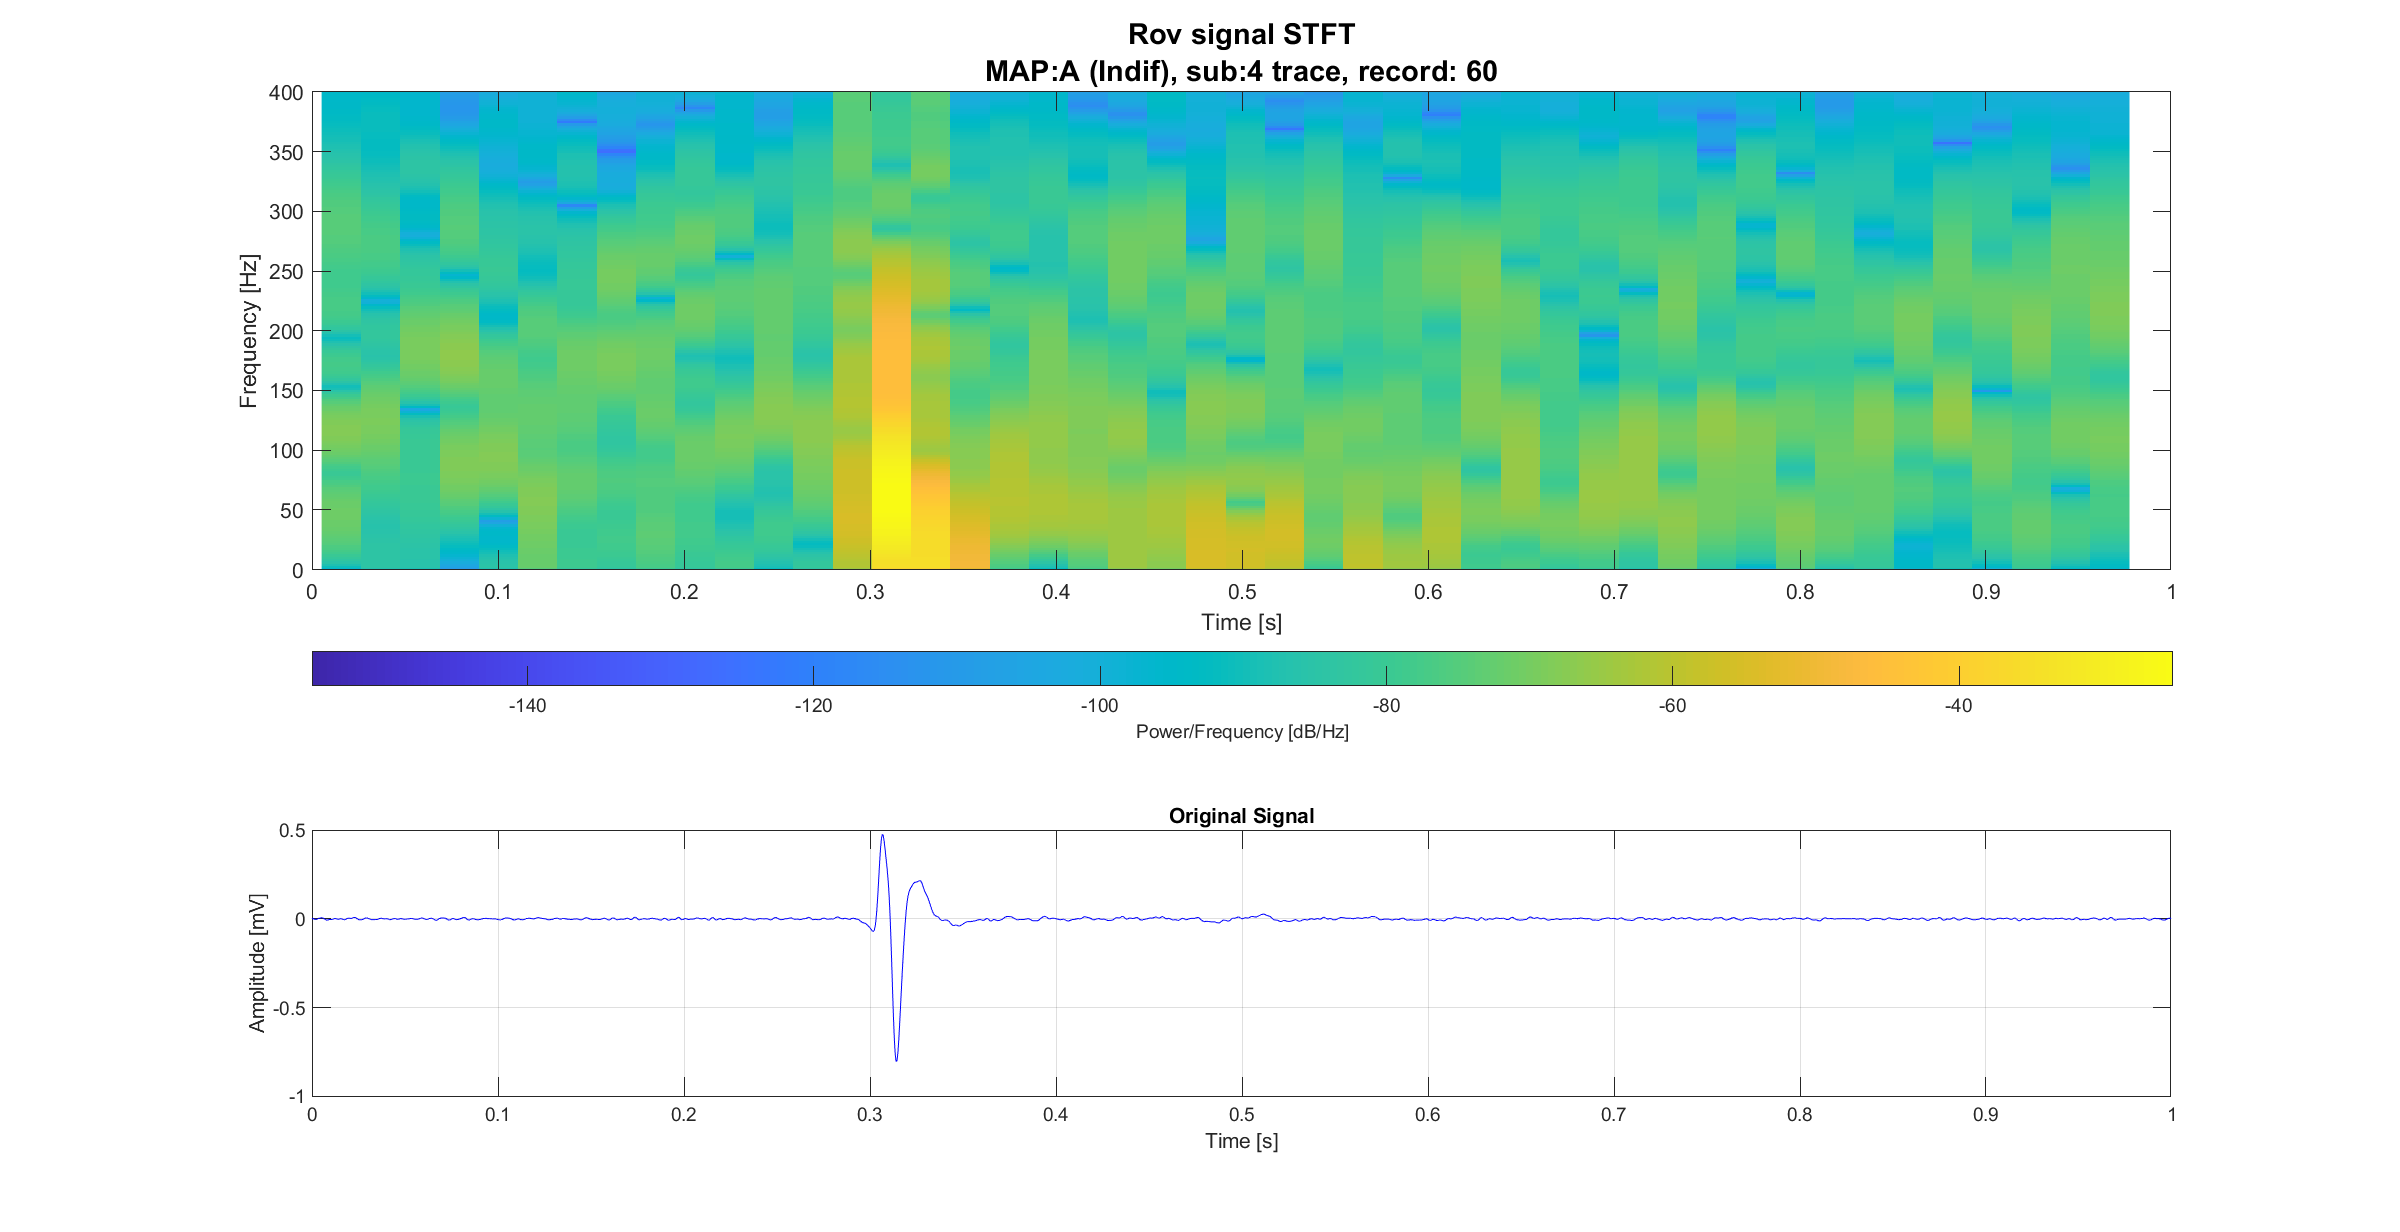 Rov signal STFT
MAP:A (Indif), sub:4 trace, record: 60
400
350
300
250
200
150
100
50
0
Frequency [Hz]
0 0.1 0.2 0.3 0.4 0.5 0.6 0.7 0.8 0.9 1
Time [s]
-140 -120 -100 -80 -60 -40
Power/Frequency [dB/Hz]
Original Signal
0.5
0
-0.5
-1
Amplitude [mV]
0 0.1 0.2 0.3 0.4 0.5 0.6 0.7 0.8 0.9 1
Time [s]